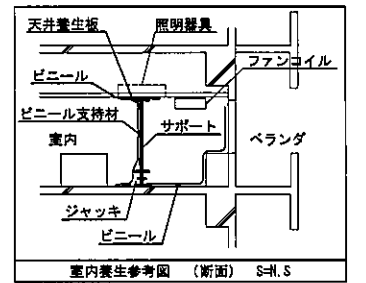 天井養生板
照明器具
ファンコイル
ビニール
ビニール支持材
サポート
室内
ベランダ
ジャッキ
ビニール
室内養生参考図 (断面) S=N.S